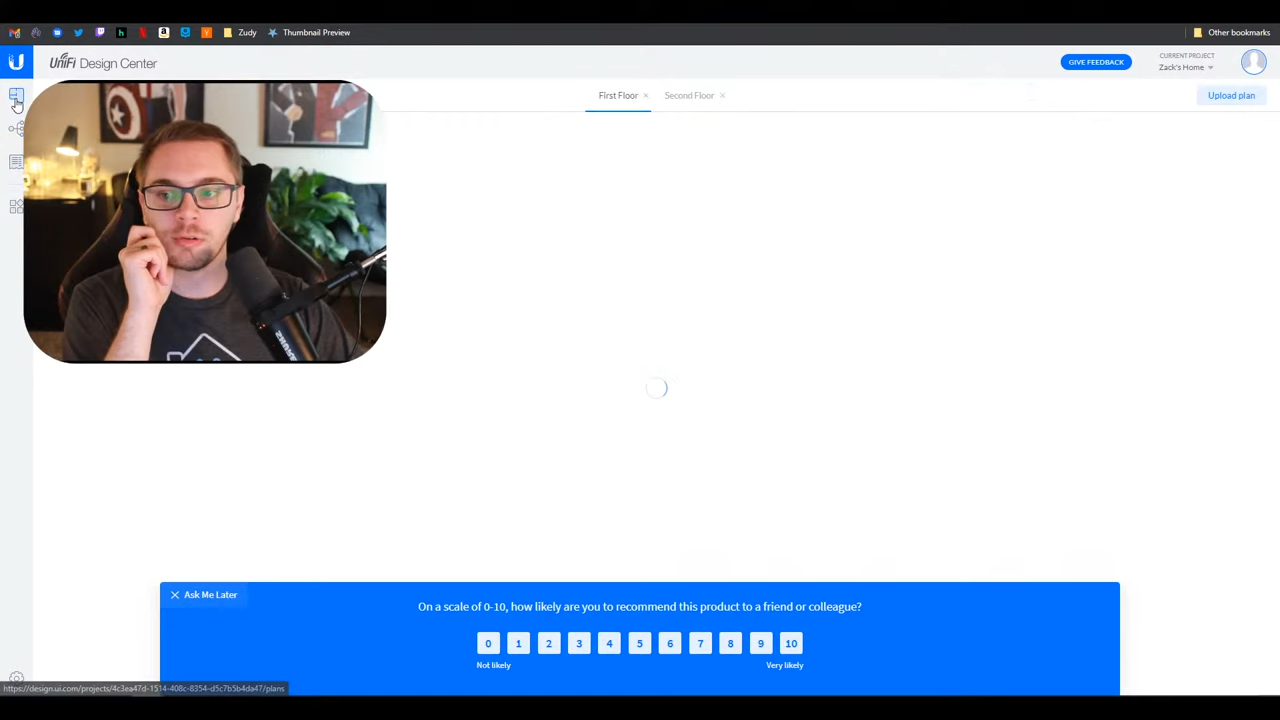 Zudy
Thumbnail Preview
Other bookmarks
UniFi Design Center
GIVE FEEDBACK
CURRENT PROJECT
Zack's Home
First Floor
Second Floor
Upload plan
Ask Me Later
On a scale of 0-10, how likely are you to recommend this product to a friend or colleague?
0 1 2 3 4 5 6 7 8 9 10
Not likely
Very likely
https://design.ui.com/projects/4c3ea47d-1514-408c-8354-d5c7b5b4da47/plans